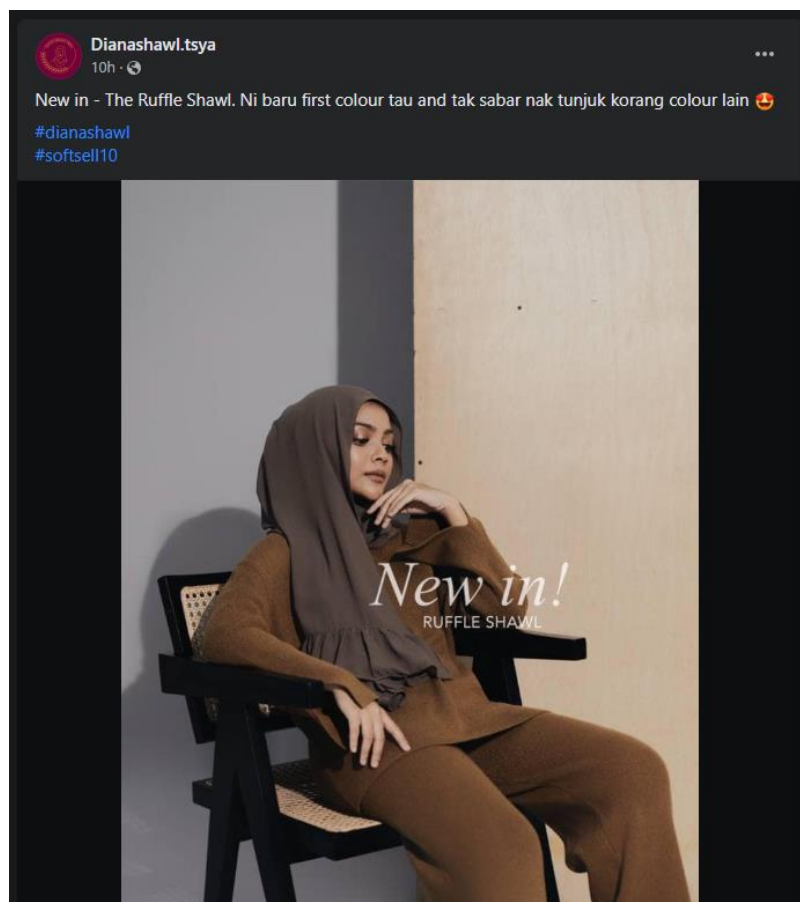 Dianashawl.tsya
10h ·
New in - The Ruffle Shawl. Ni baru first colour tau and tak sabar nak tunjuk korang colour lain 🤩
#dianashawl
#softsell10
New in!
RUFFLE SHAWL